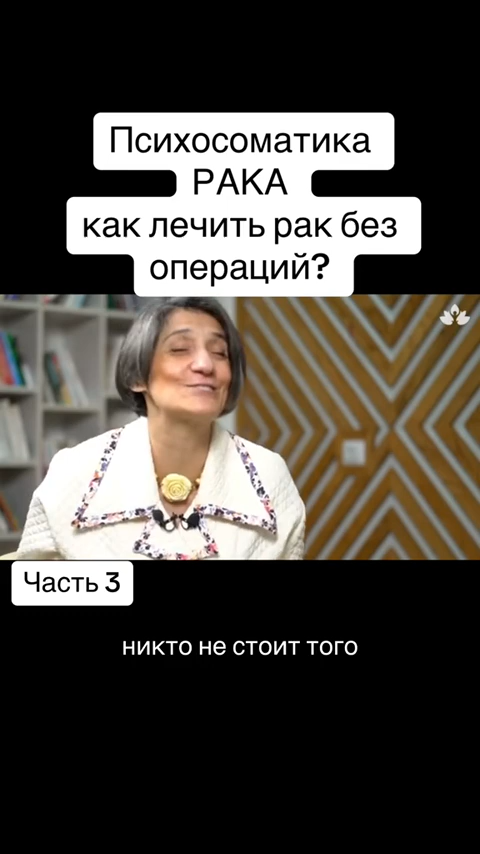 Психосоматика
РАКА
как лечить рак без
операций?
Часть 3
никто не стоит того